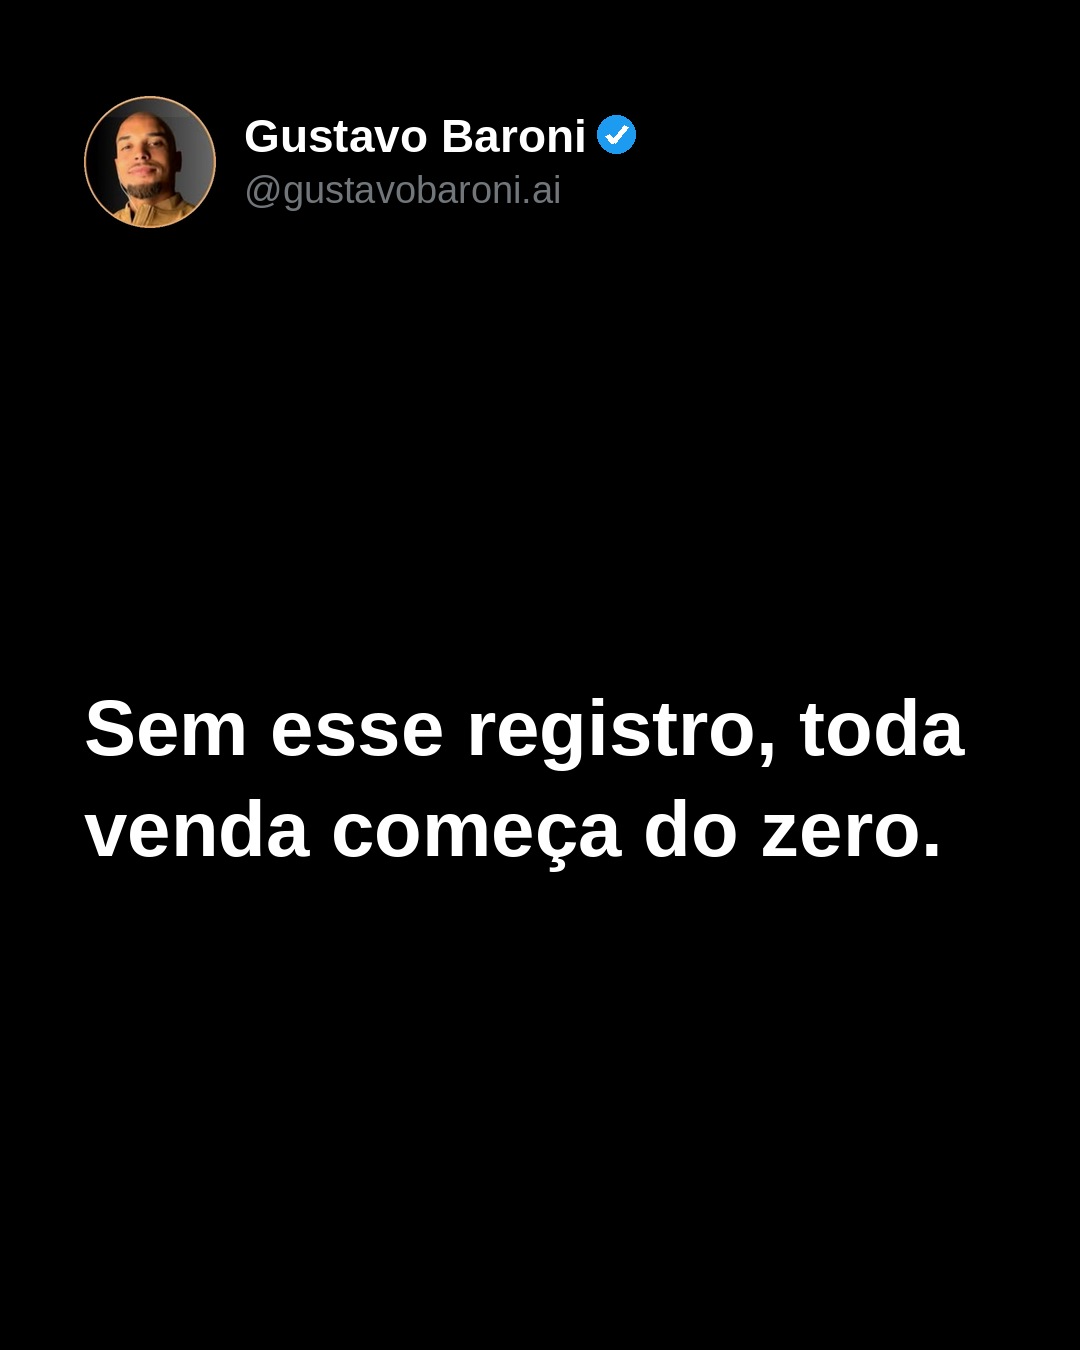 Gustavo Baroni
@gustavobaroni.ai
Sem esse registro, toda
venda começa do zero.